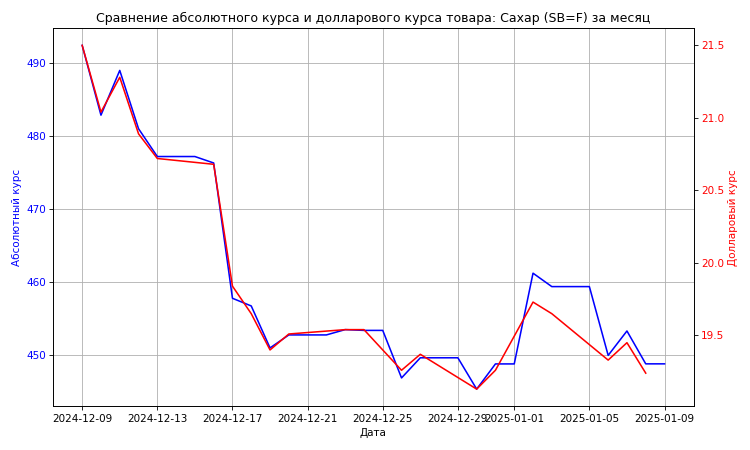 Сравнение абсолютного курса и долларового курса товара: Сахар (SB=F) за месяц
490
480
470
460
450
Абсолютный курс
21.5
21.0
20.5
20.0
19.5
Долларовый курс
2024-12-09 2024-12-13 2024-12-17 2024-12-21 2024-12-25 2024-12-29 2025-01-01 2025-01-05 2025-01-09
Дата